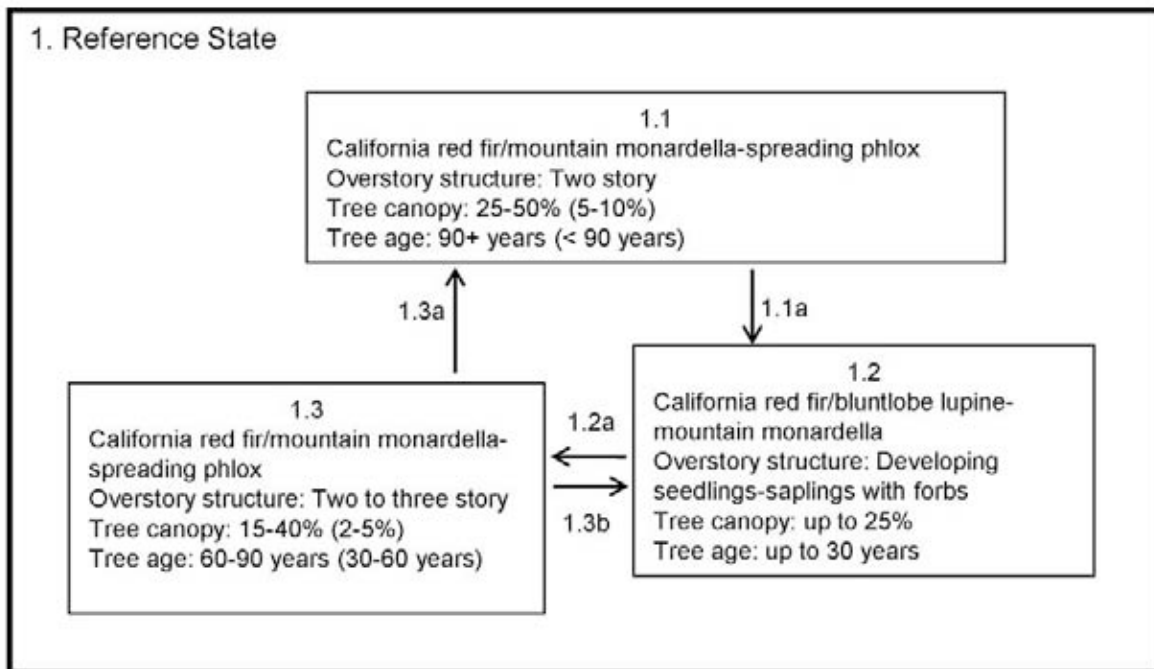 1. Reference State
1.1
California red fir/mountain monardella-spreading phlox
Overstory structure: Two story
Tree canopy: 25-50% (5-10%)
Tree age: 90+ years (< 90 years)
1.3a
1.1a
1.3
California red fir/mountain monardella-
spreading phlox
Overstory structure: Two to three story
Tree canopy: 15-40% (2-5%)
Tree age: 60-90 years (30-60 years)
1.2a
1.3b
1.2
California red fir/bluntlobe lupine-
mountain monardella
Overstory structure: Developing
seedlings-saplings with forbs
Tree canopy: up to 25%
Tree age: up to 30 years